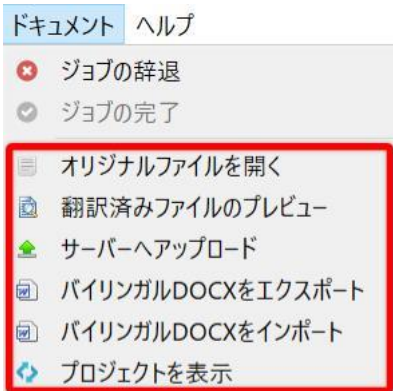 ドキュメント ヘルプ
ジョブの辞退
ジョブの完了
オリジナルファイルを開く
翻訳済みファイルのプレビュー
サーバーへアップロード
バイリンガルDOCXをエクスポート
バイリンガルDOCXをインポート
プロジェクトを表示